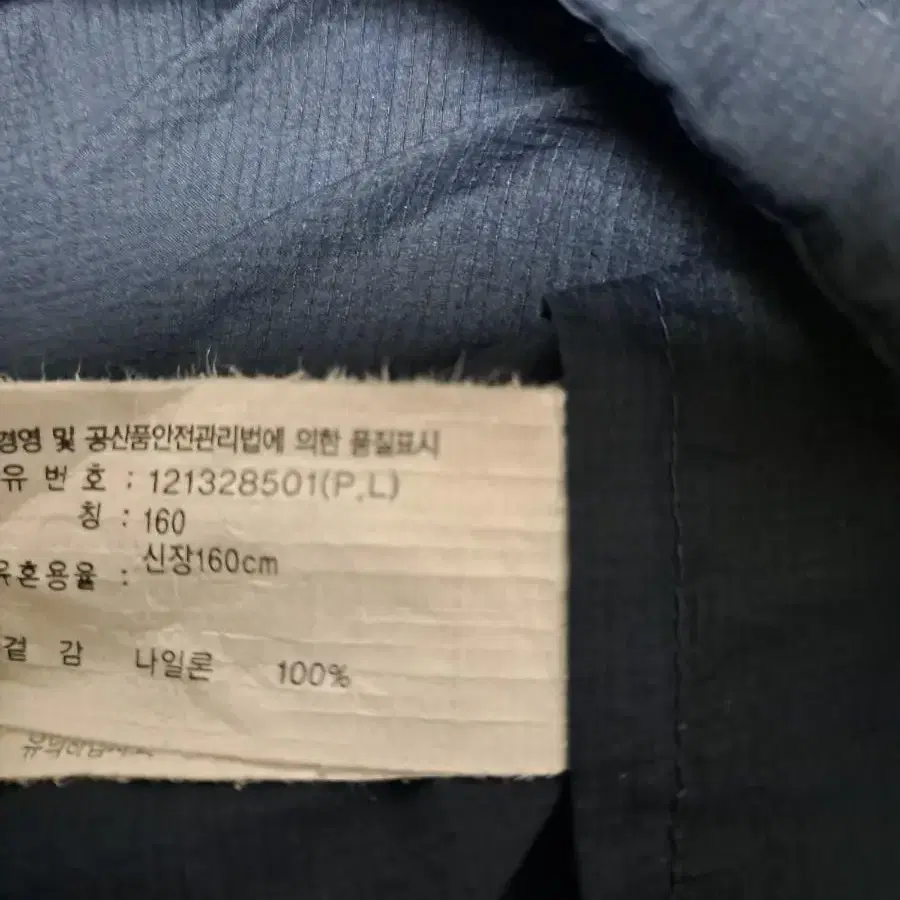 경영 및 공산품안전관리법에 의한 품질표시
유 번 호 : 121328501(P,L)
칭 : 160
신장160cm
혼용율 :
겉 감 나일론 100%